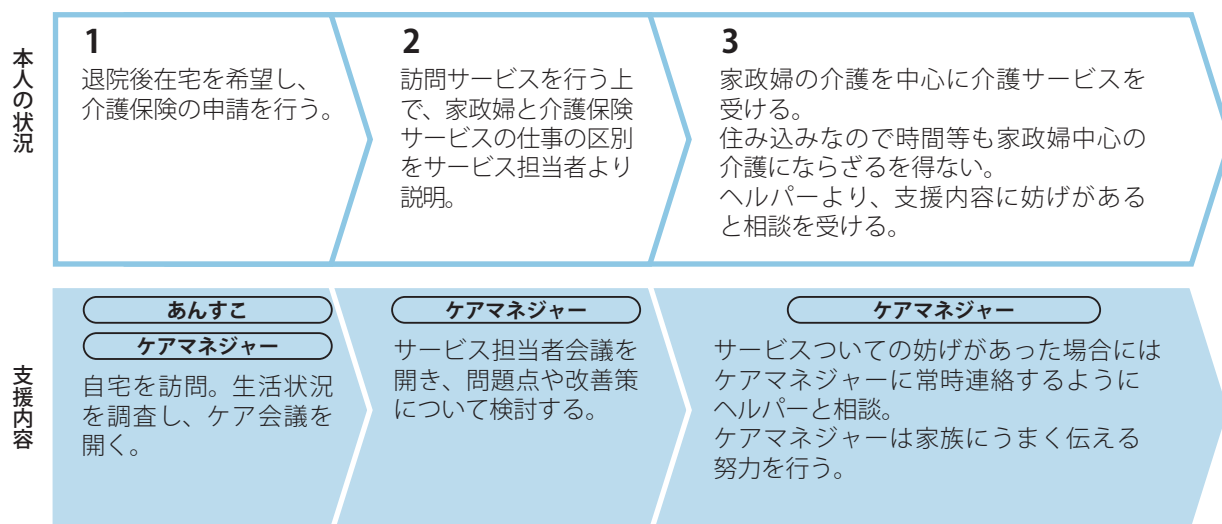 本人の状況
1
退院後在宅を希望し、
介護保険の申請を行う。
2
訪問サービスを行う上
で、家政婦と介護保険
サービスの仕事の区別
をサービス担当者より
説明。
3
家政婦の介護を中心に介護サービスを
受ける。
住み込みなので時間等も家政婦中心の
介護にならざるを得ない。
ヘルパーより、支援内容に妨げがある
と相談を受ける。
支援内容
あんすこ
ケアマネジャー
自宅を訪問。生活状況
を調査し、ケア会議を
開く。
ケアマネジャー
サービス担当者会議を
開き、問題点や改善策
について検討する。
ケアマネジャー
サービスついての妨げがあった場合には
ケアマネジャーに常時連絡するように
ヘルパーと相談。
ケアマネジャーは家族にうまく伝える
努力を行う。